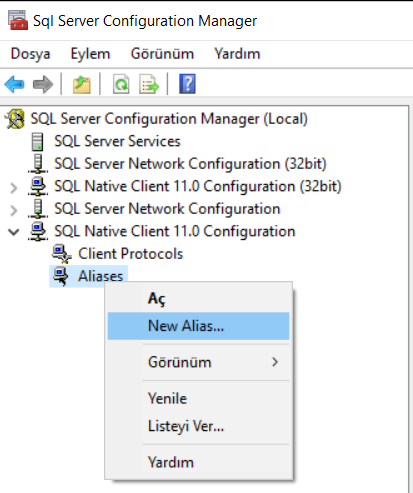 Sql Server Configuration Manager
Dosya Eylem Görünüm Yardım
SQL Server Configuration Manager (Local)
SQL Server Services
SQL Server Network Configuration (32bit)
SQL Native Client 11.0 Configuration (32bit)
SQL Server Network Configuration
SQL Native Client 11.0 Configuration
Client Protocols
Aliases
Aç
New Alias...
Görünüm
Yenile
Listeyi Ver...
Yardım